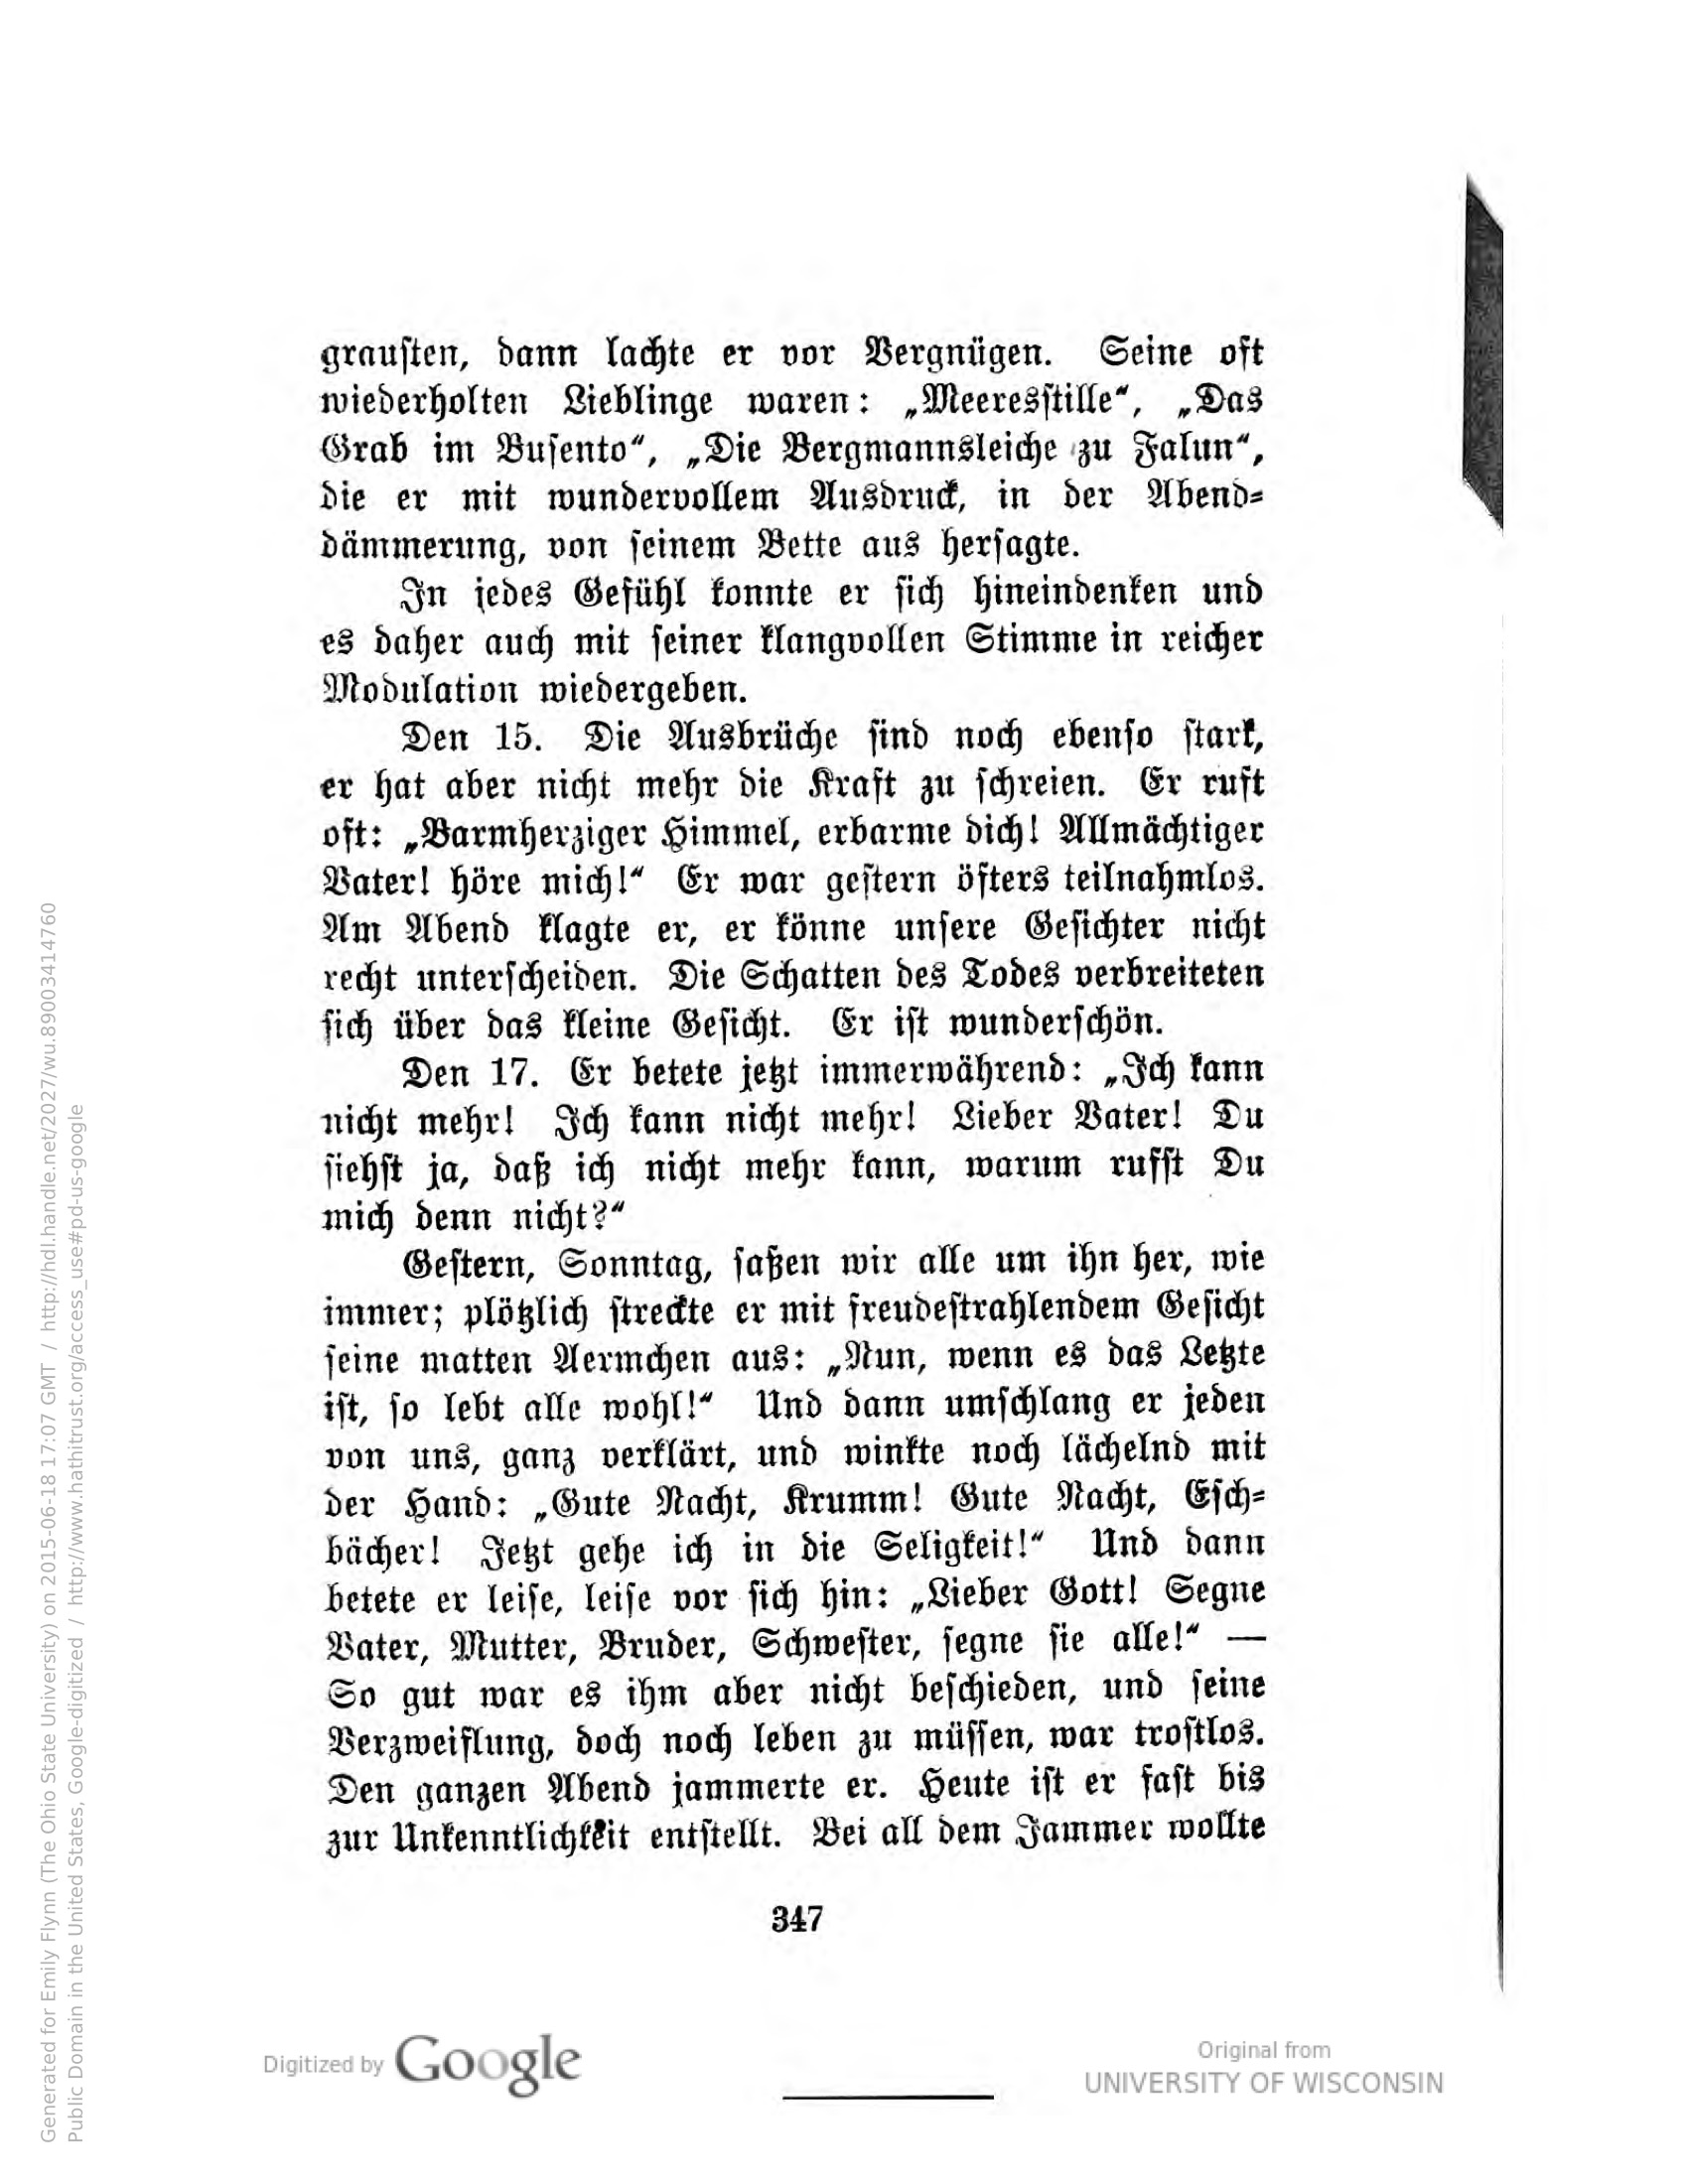 grausten, dann lachte er vor Vergnügen. Seine oft
wiederholten Lieblinge waren: „Meeresstille“, „Das
Grab im Busento“, „Die Bergmannsleiche zu Falun“,
die er mit wundervollem Ausdruck, in der Abend-
dämmerung, von seinem Bette aus hersagte.
In jedes Gefühl konnte er sich hineindenken und
es daher auch mit seiner klangvollen Stimme in reicher
Modulation wiedergeben.
Den 15. Die Ausbrüche sind noch ebenso stark,
er hat aber nicht mehr die Kraft zu schreien. Er ruft
oft: „Barmherziger Himmel, erbarme dich! Allmächtiger
Vater! höre mich!“ Er war gestern öfters teilnahmlos.
Am Abend klagte er, er könne unsere Gesichter nicht
recht unterscheiden. Die Schatten des Todes verbreiteten
sich über das kleine Gesicht. Er ist wunderschön.
Den 17. Er betete jetzt immerwährend: „Ich kann
nicht mehr! Ich kann nicht mehr! Lieber Vater! Du
siehst ja, daß ich nicht mehr kann, warum rufst Du
mich denn nicht?“
Gestern, Sonntag, saßen wir alle um ihn her, wie
immer; plötzlich streckte er mit freudestrahlendem Gesicht
seine matten Aermchen aus: „Nun, wenn es das Letzte
ist, so lebt alle wohl!“ Und dann umschlang er jeden
von uns, ganz verklärt, und winkte noch lächelnd mit
der Hand: „Gute Nacht, Krumm! Gute Nacht, Esch-
bächer! Jetzt gehe ich in die Seligkeit!“ Und dann
betete er leise, leise vor sich hin: „Lieber Gott! Segne
Vater, Mutter, Bruder, Schwester, segne sie alle!“ —
So gut war es ihm aber nicht beschieden, und seine
Verzweiflung, doch noch leben zu müssen, war trostlos.
Den ganzen Abend jammerte er. Heute ist er fast bis
zur Unkenntlichkeit entstellt. Bei all dem Jammer wollte
347
Digitized by Google
Original from
UNIVERSITY OF WISCONSIN
Generated for Emily Flynn (The Ohio State University) on 2015-06-18 17:07 GMT / http://hdl.handle.net/2027/wu.89003414760
Public Domain in the United States, Google-digitized / http://www.hathitrust.org/access_use#pd-us-google